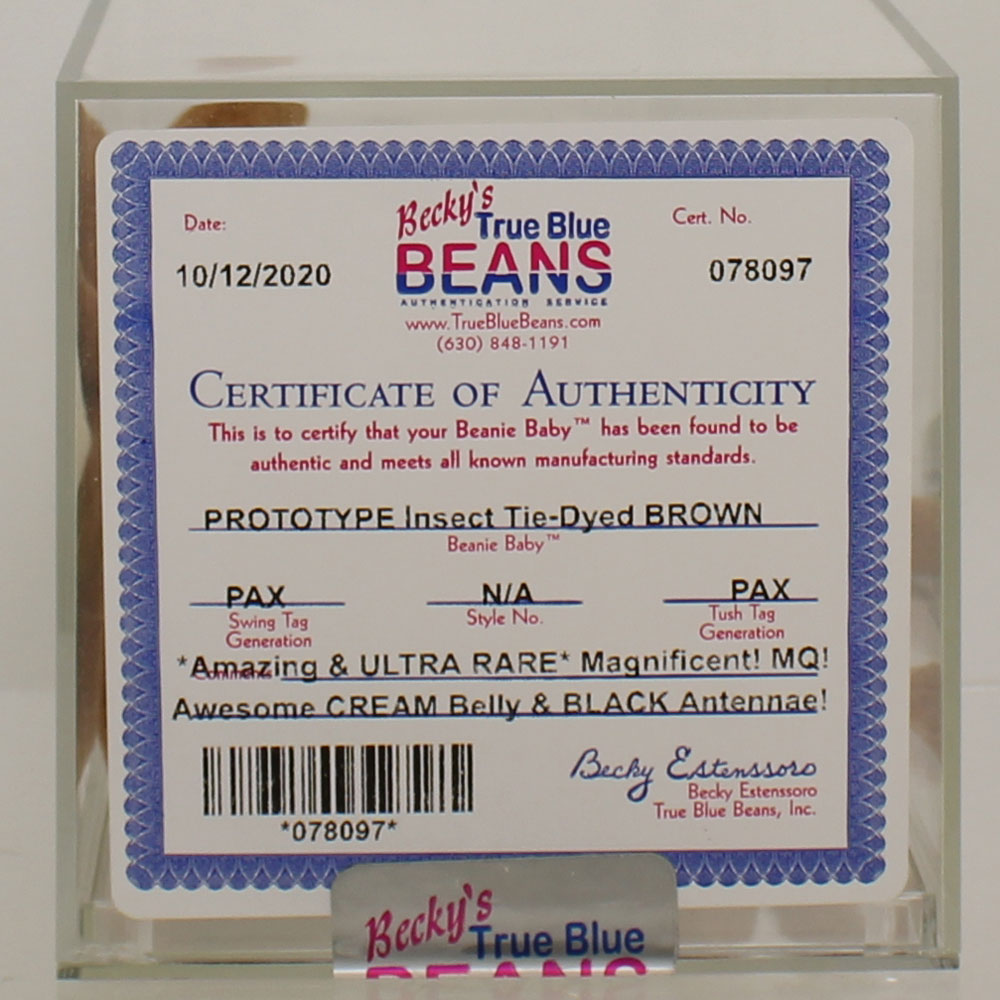 Date:
Becky's
True Blue
BEANS
AUTHENTICATION SERVICE
Cert. No.
10/12/2020
078097
www.TrueBlueBeans.com
(630) 848-1191
CERTIFICATE OF AUTHENTICITY
This is to certify that your Beanie Baby™ has been found to be
authentic and meets all known manufacturing standards.
PROTOTYPE Insect Tie-Dyed BROWN
Beanie Baby™
PAX N/A PAX
Swing Tag Generation
Style No.
Tush Tag Generation
*Amazing & ULTRA RARE* Magnificent! MQ!
Comments
Awesome CREAM Belly & BLACK Antennae!
*078097*
Becky Estenssoro
Becky Estenssoro
True Blue Beans, Inc.
Becky's
True Blue
BEANS